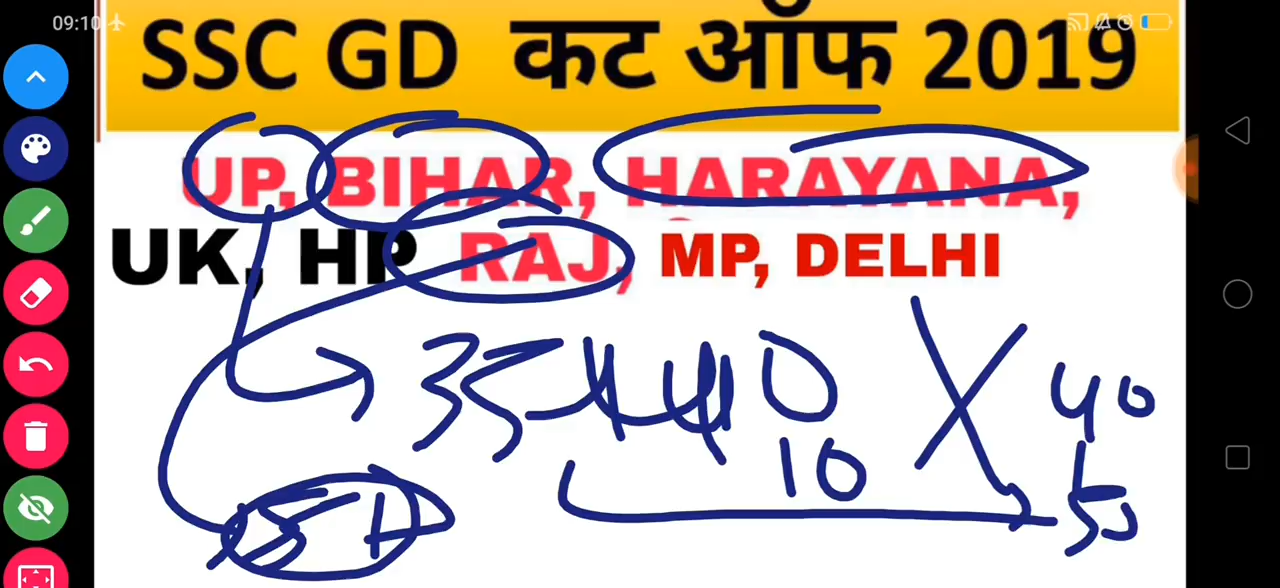 09:10
SSC GD कट ऑफ 2019
UP, BIHAR, HARAYANA,
UK, HP RAJ, MP, DELHI
35
40
10
40
55